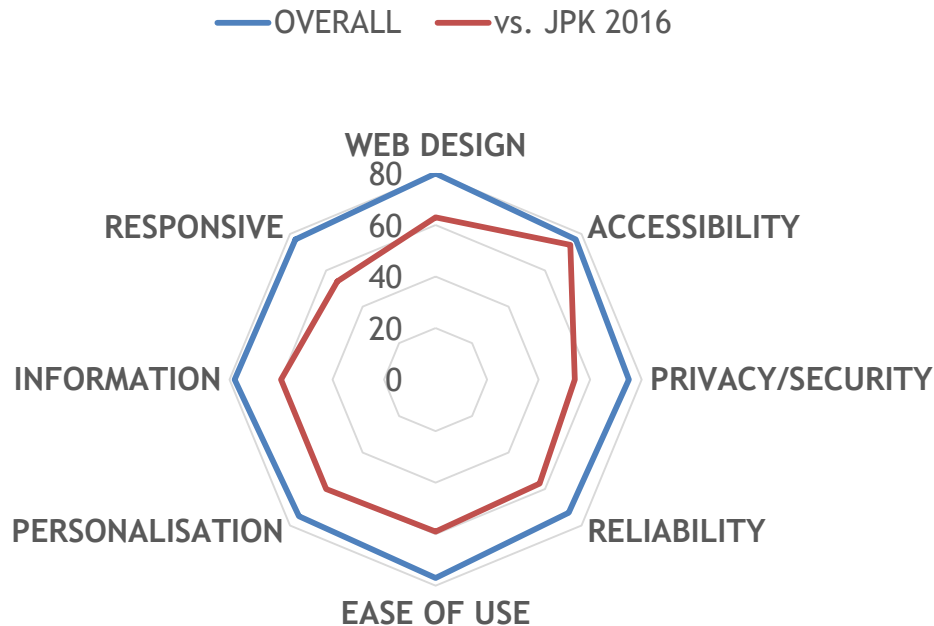 OVERALL vs. JPK 2016
WEB DESIGN
80
RESPONSIVE
60
ACCESSIBILITY
40
20
INFORMATION
0
PRIVACY/SECURITY
PERSONALISATION
RELIABILITY
EASE OF USE